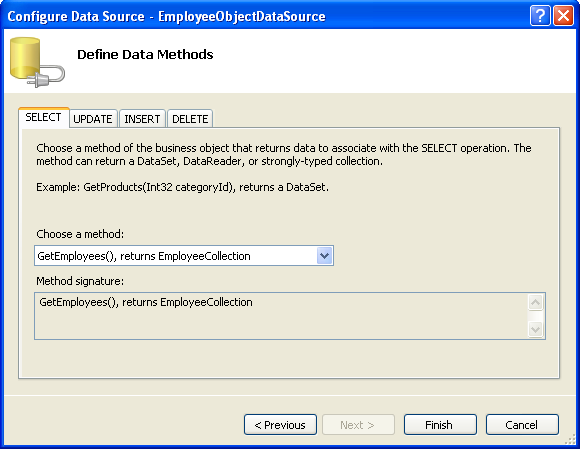 Configure Data Source - EmployeeObjectDataSource
Define Data Methods
SELECT UPDATE INSERT DELETE
Choose a method of the business object that returns data to associate with the SELECT operation. The
method can return a DataSet, DataReader, or strongly-typed collection.
Example: GetProducts(Int32 categoryId), returns a DataSet.
Choose a method:
GetEmployees(), returns EmployeeCollection
Method signature:
GetEmployees(), returns EmployeeCollection
< Previous Next > Finish Cancel